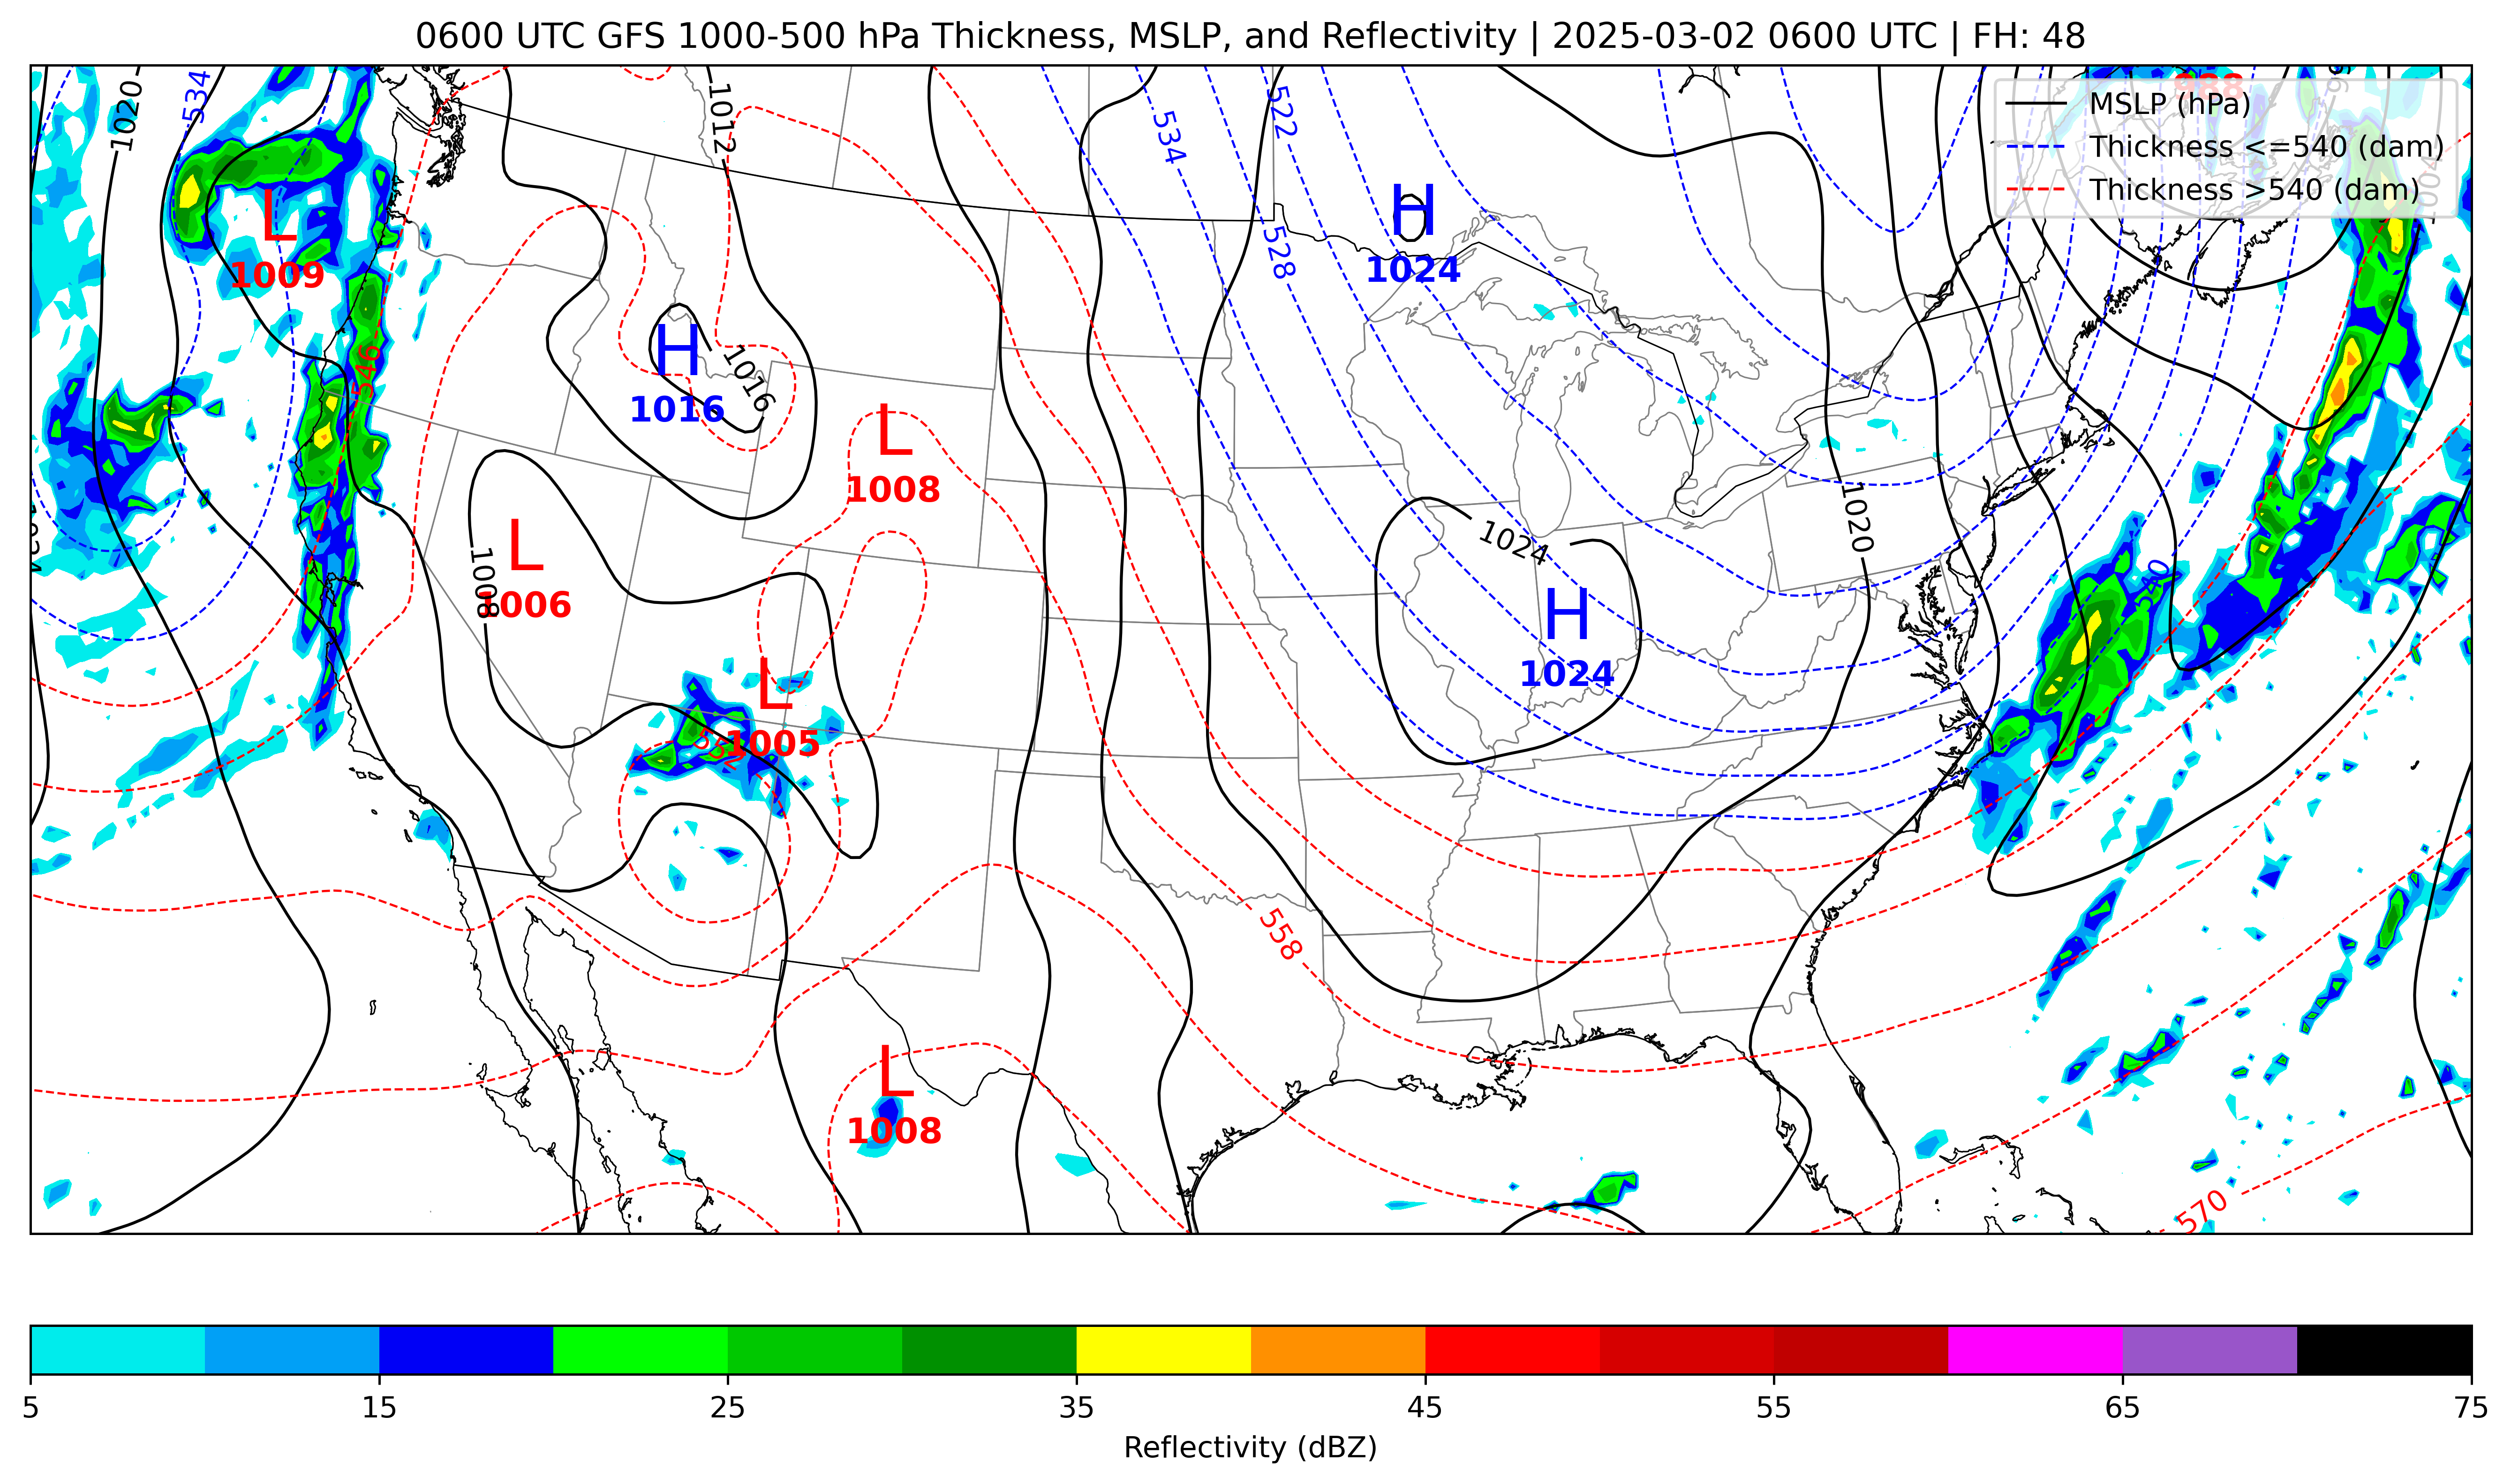 0600 UTC GFS 1000-500 hPa Thickness, MSLP, and Reflectivity | 2025-03-02 0600 UTC | FH: 48
1020
534
1012
534
522
988
MSLP (hPa)
Thickness <=540 (dam)
Thickness >540 (dam)
1004
L
1009
H
1024
528
H
1016
1016
546
L
1008
L
1006
1008
1024
1020
H
1024
540
L
1005
552
558
L
1008
570
5 15 25 35 45 55 65 75
Reflectivity (dBZ)